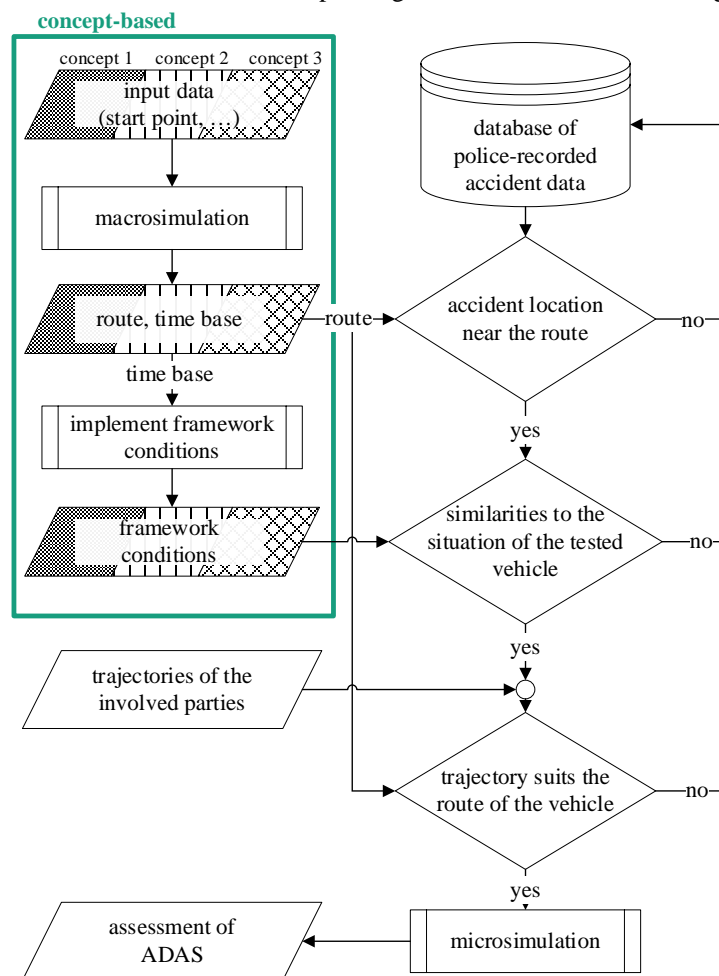 concept-based
concept 1 concept 2 concept 3
input data
(start point, …)
macrosimulation
route, time base
time base
implement framework
conditions
framework
conditions
trajectories of the
involved parties
assessment of
ADAS
database of
police-recorded
accident data
route
accident location
near the route
no
yes
similarities to the
situation of the tested
vehicle
no
yes
trajectory suits the
route of the vehicle
no
yes
microsimulation